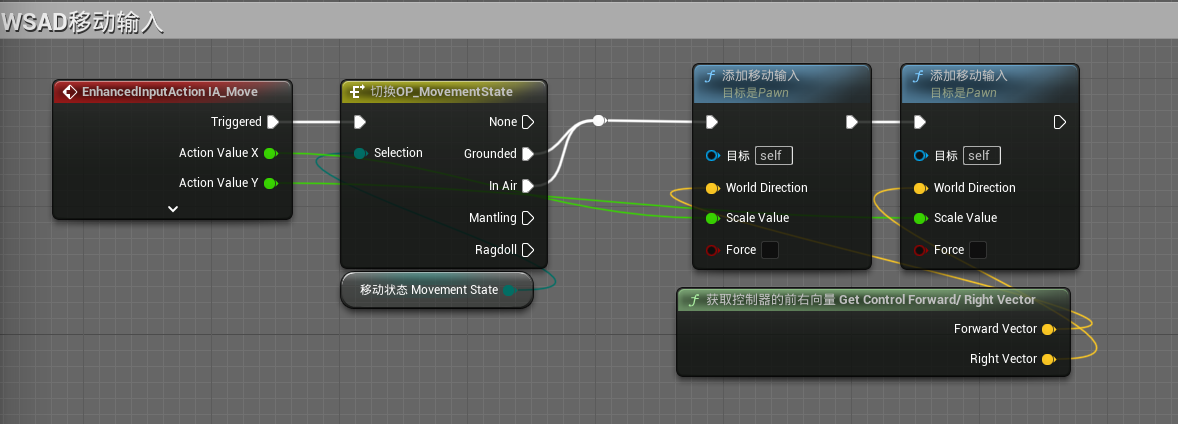 WSAD移动输入
EnhancedInputAction IA_Move
Triggered
Action Value X
Action Value Y
切换OP_MovementState
Selection
None
Grounded
In Air
Mantling
Ragdoll
移动状态 Movement State
添加移动输入
目标是Pawn
目标 self
World Direction
Scale Value
Force
添加移动输入
目标是Pawn
目标 self
World Direction
Scale Value
Force
获取控制器的前右向量 Get Control Forward/ Right Vector
Forward Vector
Right Vector